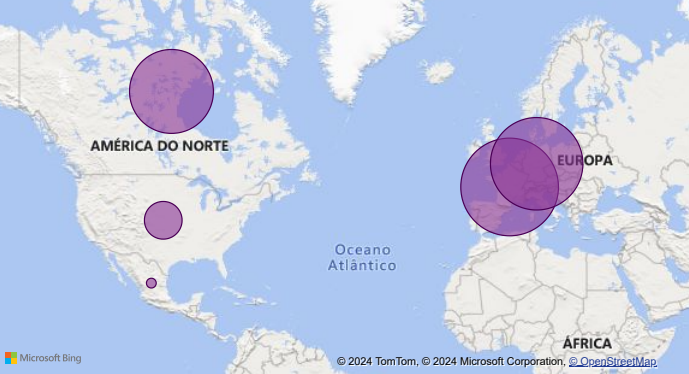 AMÉRICA DO NORTE
EUROPA
Oceano
Atlântico
ÁFRICA
Microsoft Bing
© 2024 TomTom, © 2024 Microsoft Corporation, © OpenStreetMap